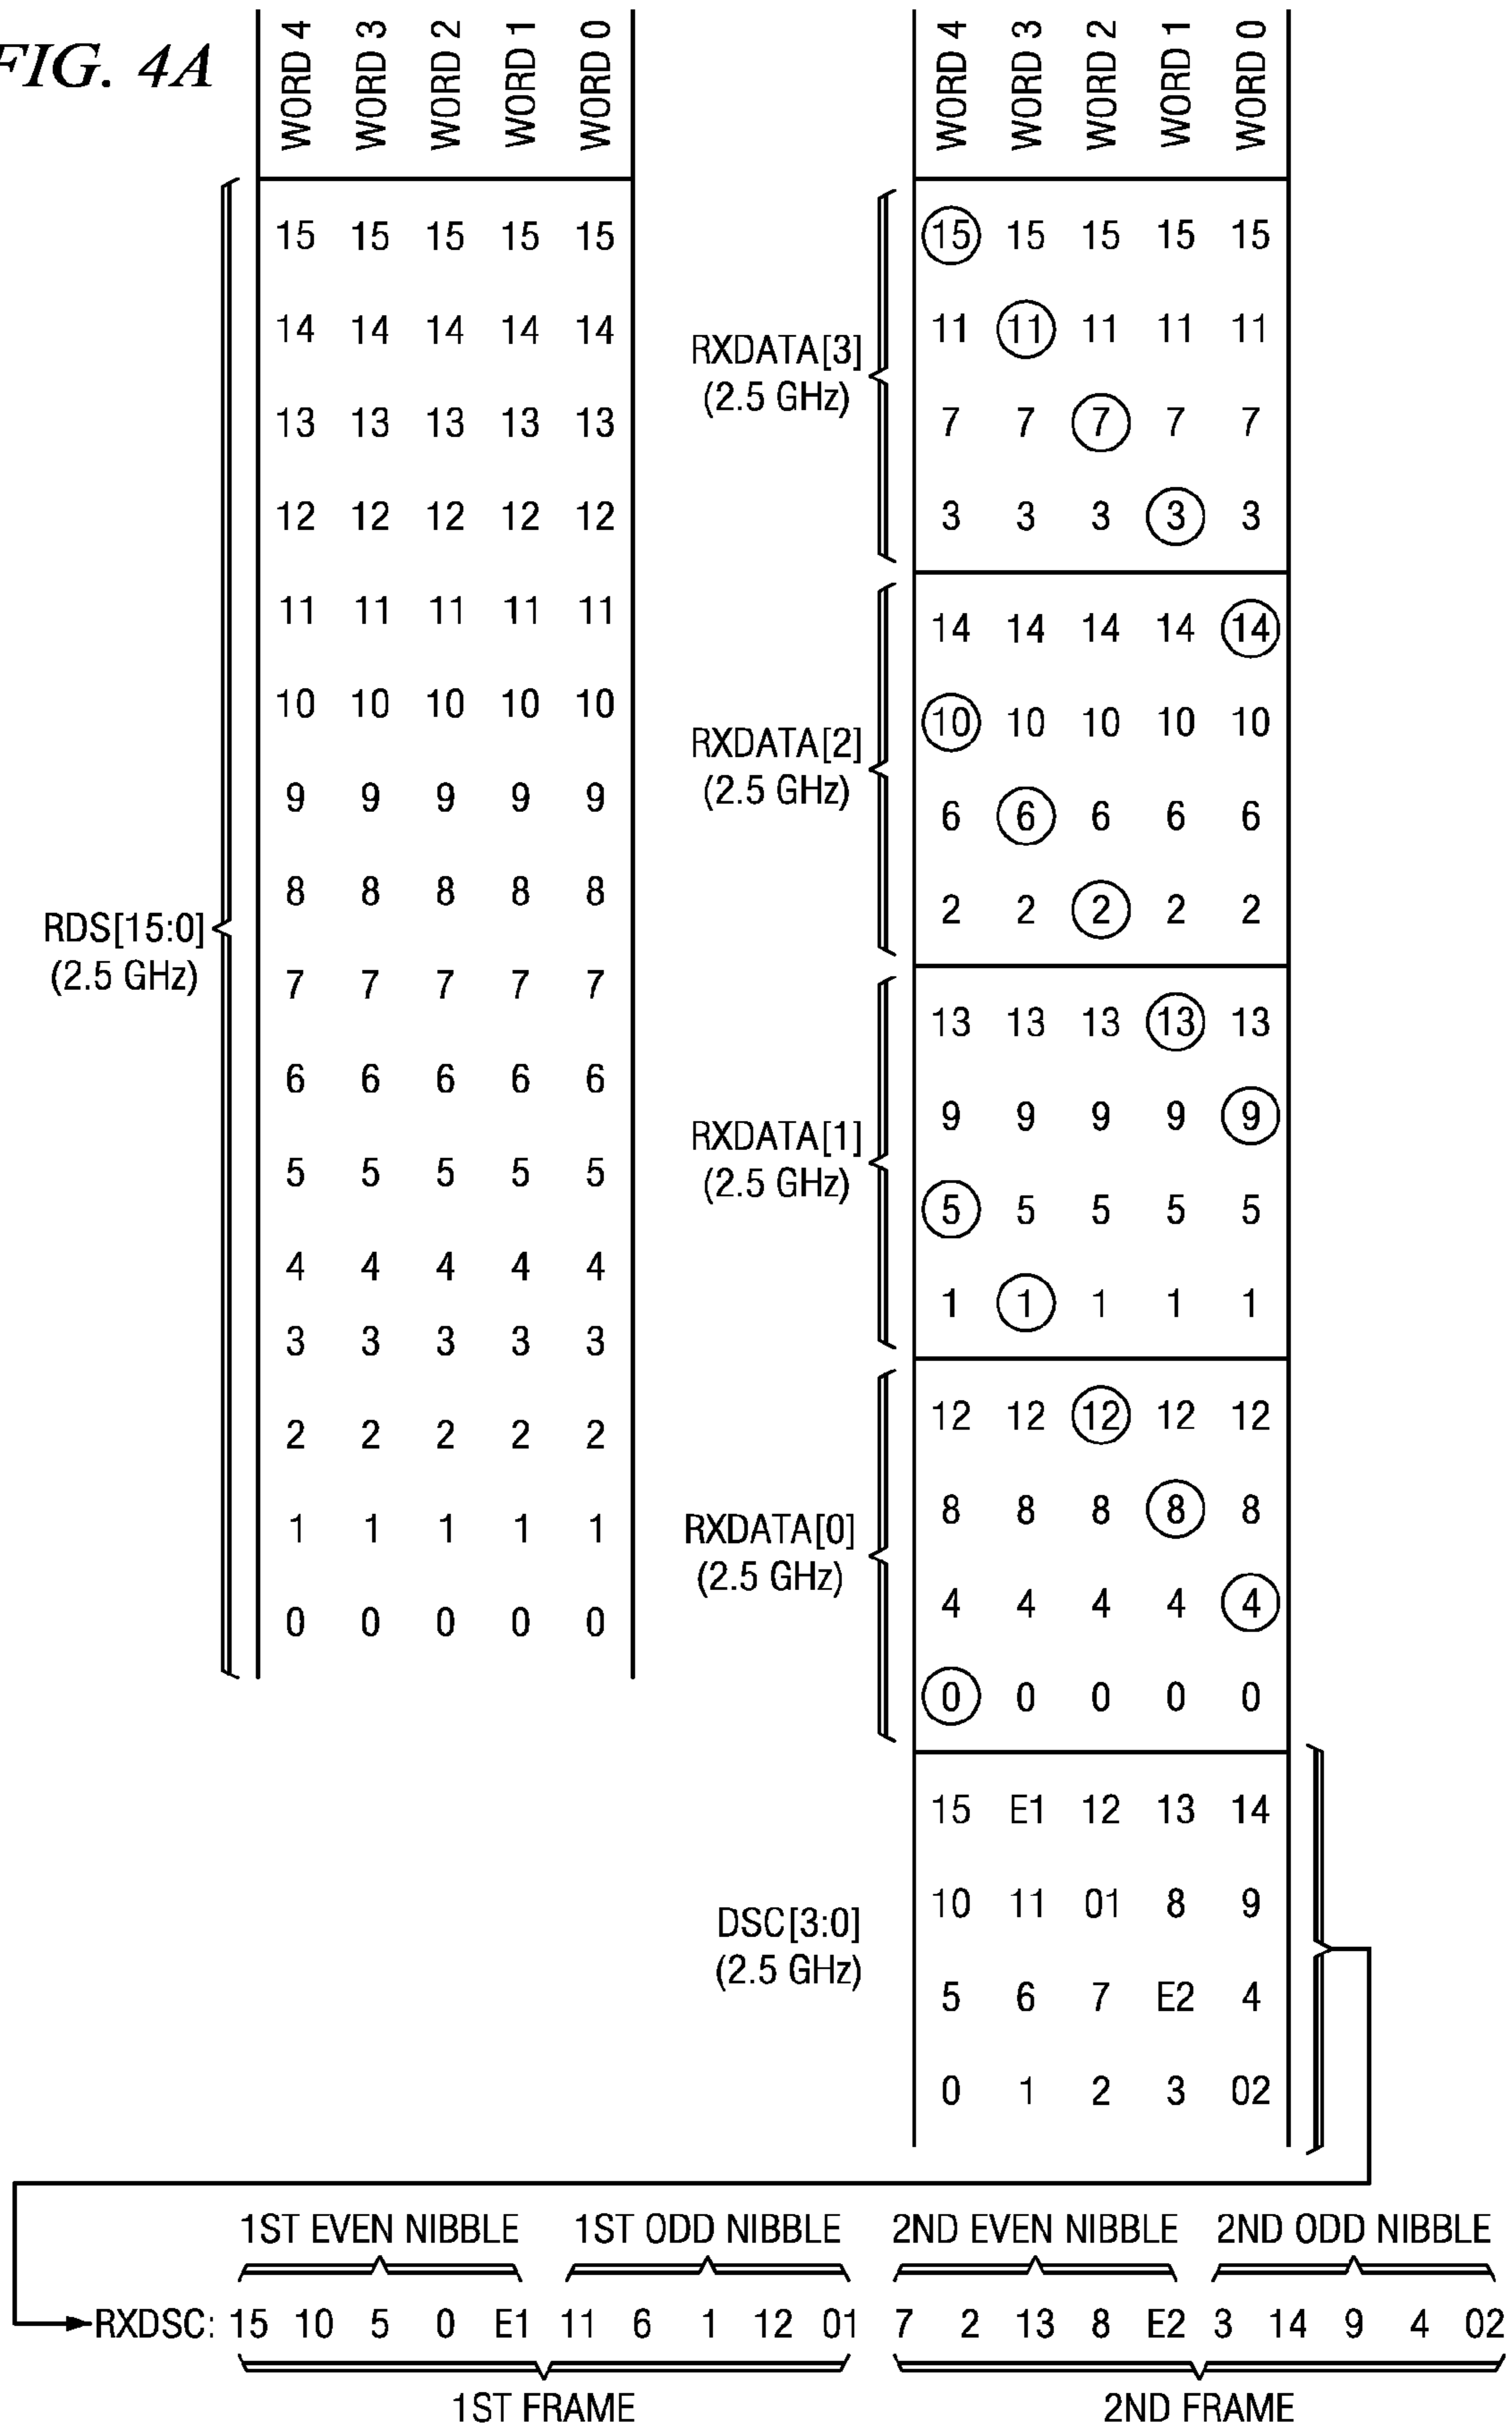 FIG. 4A
WORD 4 WORD 3 WORD 2 WORD 1 WORD 0
RDS[15:0]
(2.5 GHz)
15 15 15 15 15
14 14 14 14 14
13 13 13 13 13
12 12 12 12 12
11 11 11 11 11
10 10 10 10 10
9 9 9 9 9
8 8 8 8 8
7 7 7 7 7
6 6 6 6 6
5 5 5 5 5
4 4 4 4 4
3 3 3 3 3
2 2 2 2 2
1 1 1 1 1
0 0 0 0 0
WORD 4 WORD 3 WORD 2 WORD 1 WORD 0
RXDATA[3]
(2.5 GHz)
15 15 15 15 15
11 11 11 11 11
7 7 7 7 7
3 3 3 3 3
RXDATA[2]
(2.5 GHz)
14 14 14 14 14
10 10 10 10 10
6 6 6 6 6
2 2 2 2 2
RXDATA[1]
(2.5 GHz)
13 13 13 13 13
9 9 9 9 9
5 5 5 5 5
1 1 1 1 1
RXDATA[0]
(2.5 GHz)
12 12 12 12 12
8 8 8 8 8
4 4 4 4 4
0 0 0 0 0
DSC[3:0]
(2.5 GHz)
15 E1 12 13 14
10 11 01 8 9
5 6 7 E2 4
0 1 2 3 02
1ST EVEN NIBBLE 1ST ODD NIBBLE 2ND EVEN NIBBLE 2ND ODD NIBBLE
RXDSC: 15 10 5 0 E1 11 6 1 12 01 7 2 13 8 E2 3 14 9 4 02
1ST FRAME 2ND FRAME